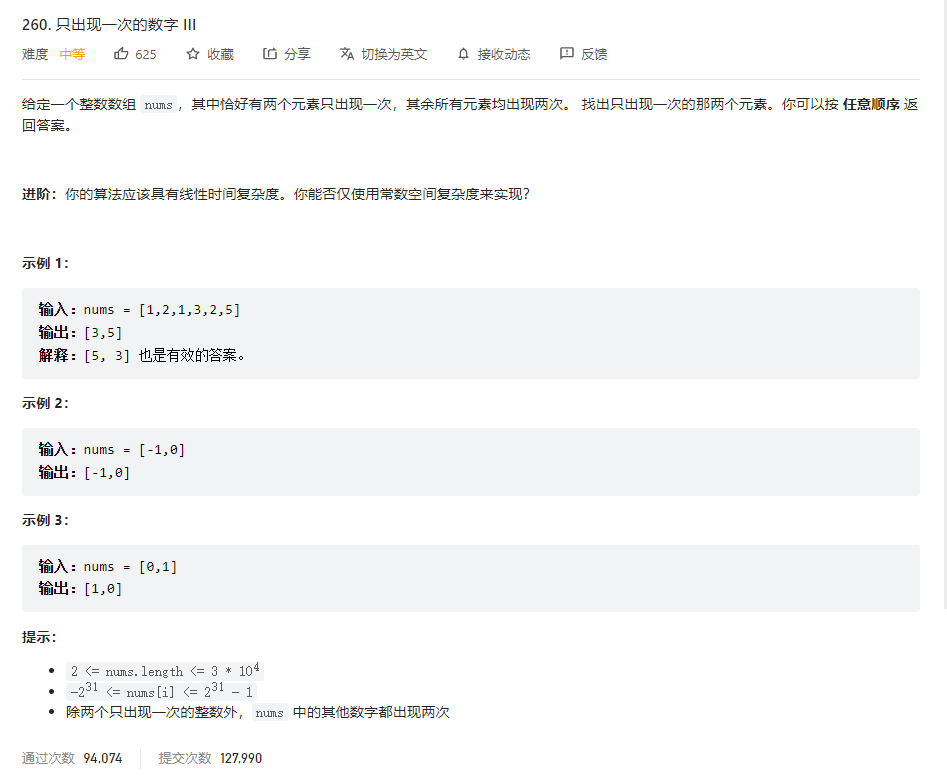 260. 只出现一次的数字 III
难度 中等 625 收藏 分享 切换为英文 接收动态 反馈
给定一个整数数组 nums，其中恰好有两个元素只出现一次，其余所有元素均出现两次。 找出只出现一次的那两个元素。你可以按 任意顺序 返
回答案。
进阶：你的算法应该具有线性时间复杂度。你能否仅使用常数空间复杂度来实现？
示例 1：
输入：nums = [1,2,1,3,2,5]
输出：[3,5]
解释：[5, 3] 也是有效的答案。
示例 2：
输入：nums = [-1,0]
输出：[-1,0]
示例 3：
输入：nums = [0,1]
输出：[1,0]
提示：
2 <= nums.length <= 3 * 10⁴
-2³¹ <= nums[i] <= 2³¹ - 1
除两个只出现一次的整数外，nums 中的其他数字都出现两次
通过次数 94,074 提交次数 127,990